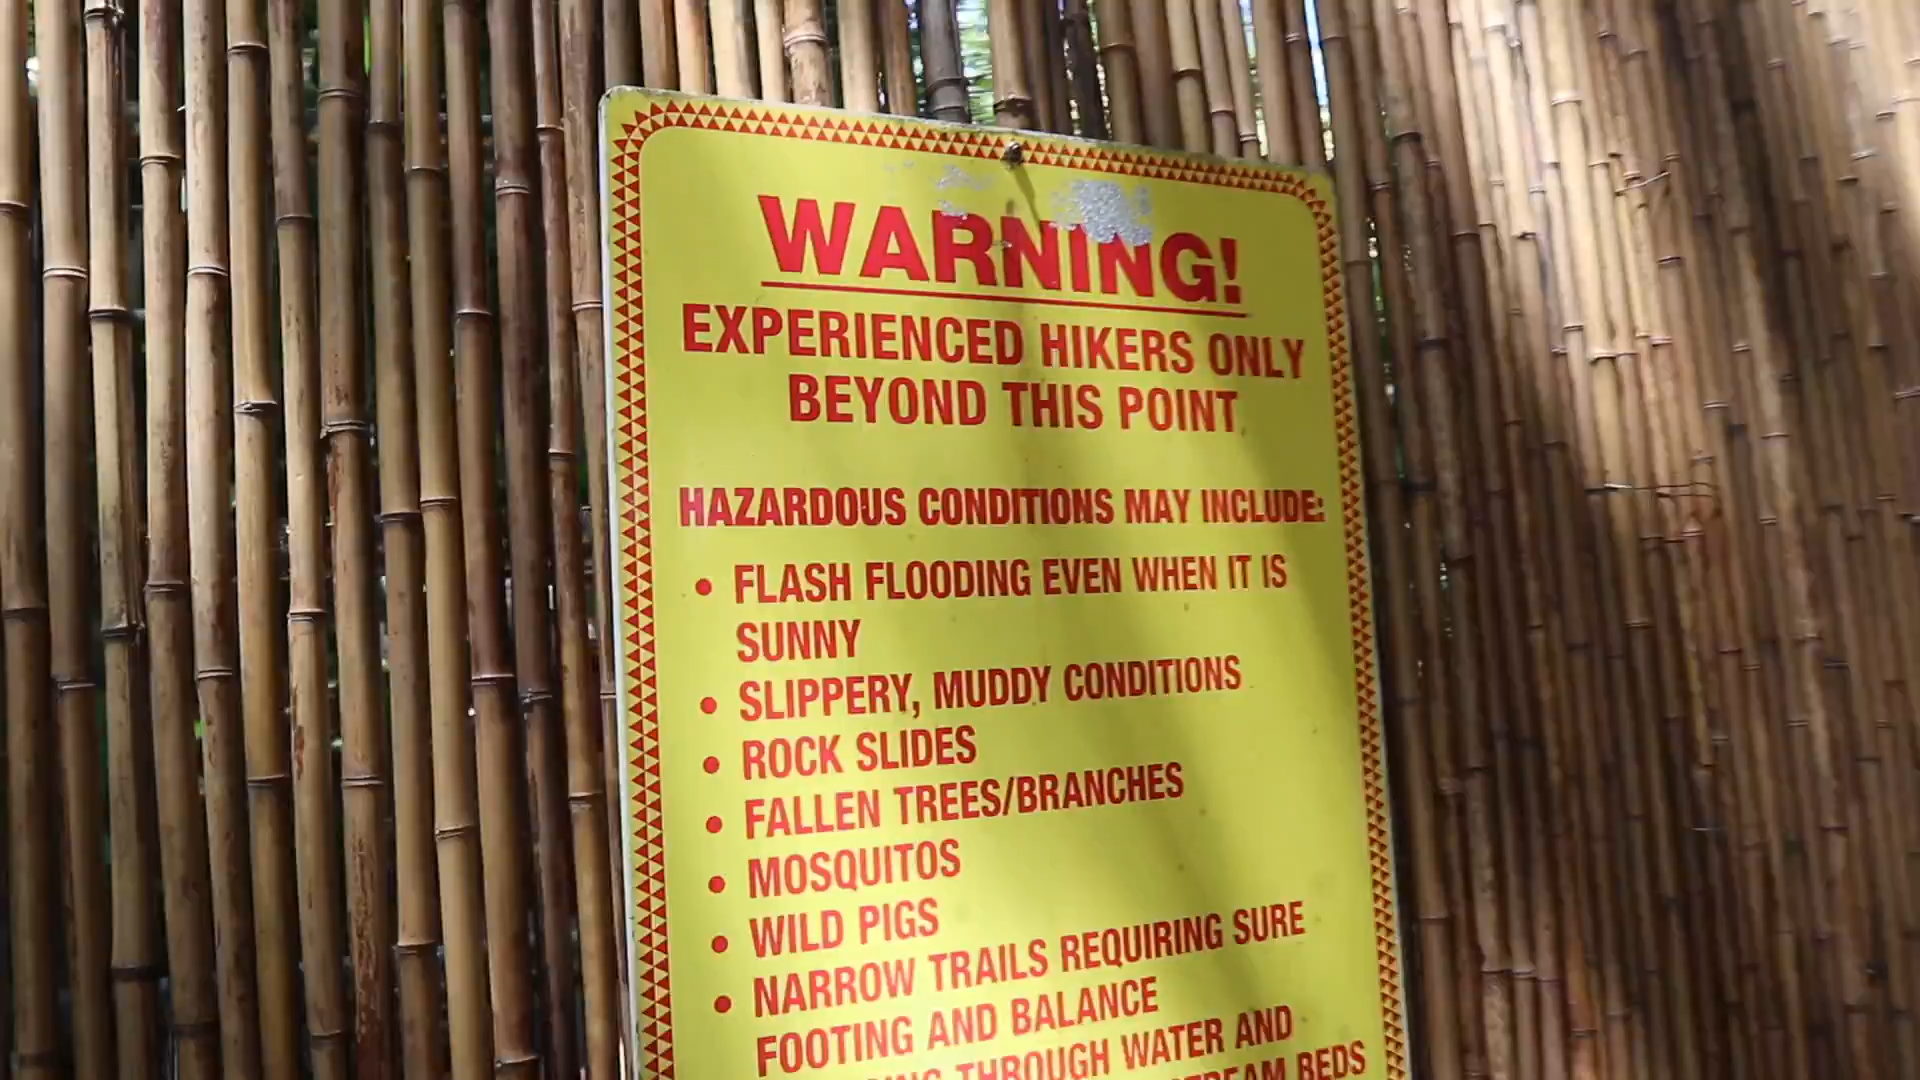 WARNING!
EXPERIENCED HIKERS ONLY
BEYOND THIS POINT
HAZARDOUS CONDITIONS MAY INCLUDE:
• FLASH FLOODING EVEN WHEN IT IS
SUNNY
• SLIPPERY, MUDDY CONDITIONS
• ROCK SLIDES
• FALLEN TREES/BRANCHES
• MOSQUITOS
• WILD PIGS
• NARROW TRAILS REQUIRING SURE
FOOTING AND BALANCE
THROUGH WATER AND
BEDS